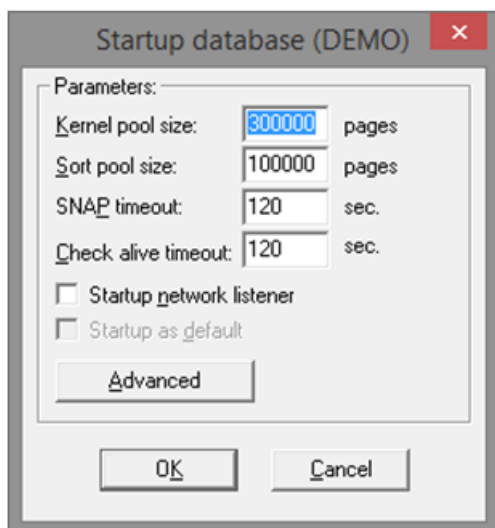 Startup database (DEMO)
Parameters:
Kernel pool size: 300000 pages
Sort pool size: 100000 pages
SNAP timeout: 120 sec.
Check alive timeout: 120 sec.
Startup network listener
Startup as default
Advanced
OK Cancel